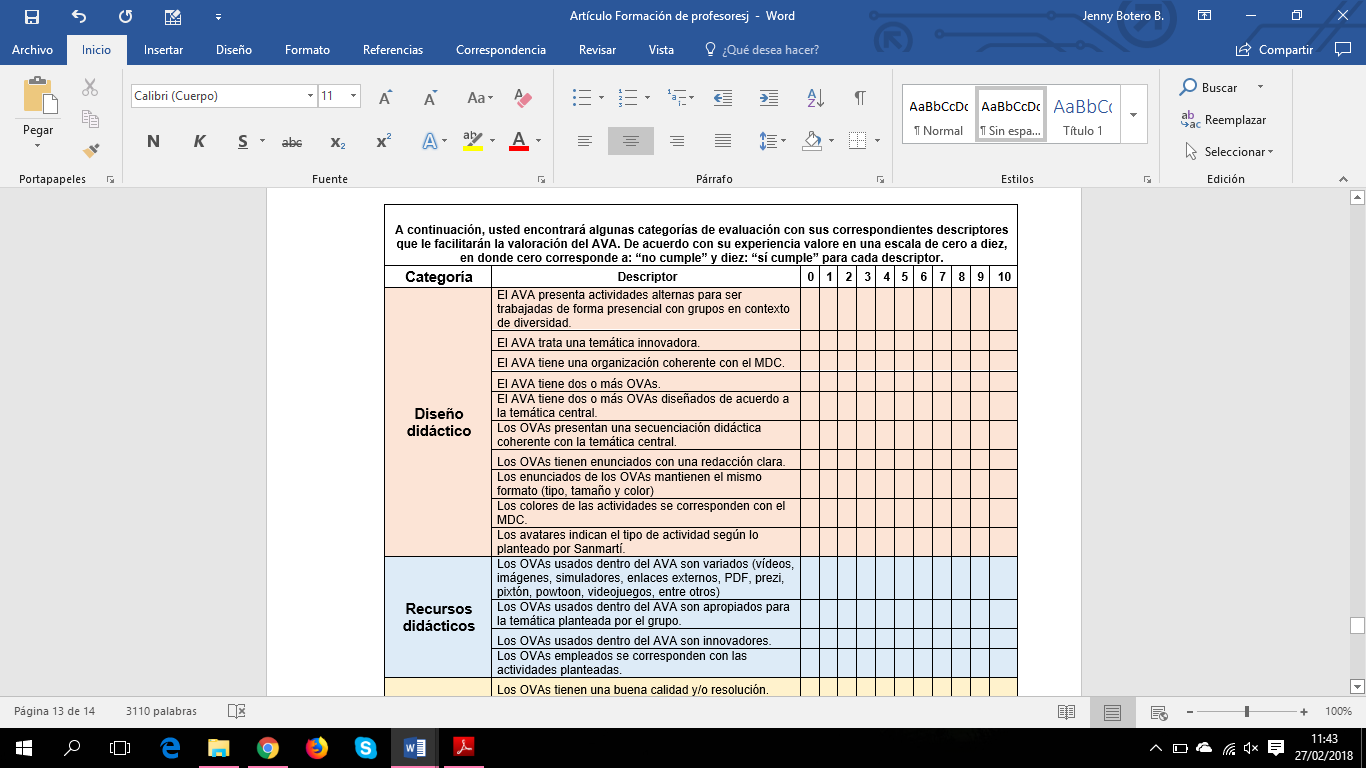 Artículo Formación de profesoresj - Word
Jenny Botero B.
Archivo Inicio Insertar Diseño Formato Referencias Correspondencia Revisar Vista ¿Qué desea hacer? Compartir
Calibri (Cuerpo) 11 Aa
Pegar
N K S abc x₂ x² A ab A
Portapapeles Fuente Párrafo Estilos Edición
AaBbCcDc AaBbCcDc AaBbCc
¶ Normal ¶ Sin espa... Título 1
Buscar
Reemplazar
Seleccionar
A continuación, usted encontrará algunas categorías de evaluación con sus correspondientes descriptores
que le facilitarán la valoración del AVA. De acuerdo con su experiencia valore en una escala de cero a diez,
en donde cero corresponde a: “no cumple” y diez: “sí cumple” para cada descriptor.
Categoría Descriptor 0 1 2 3 4 5 6 7 8 9 10
Diseño
didáctico
El AVA presenta actividades alternas para ser
trabajadas de forma presencial con grupos en contexto
de diversidad.
El AVA trata una temática innovadora.
El AVA tiene una organización coherente con el MDC.
El AVA tiene dos o más OVAs.
El AVA tiene dos o más OVAs diseñados de acuerdo a
la temática central.
Los OVAs presentan una secuenciación didáctica
coherente con la temática central.
Los OVAs tienen enunciados con una redacción clara.
Los enunciados de los OVAs mantienen el mismo
formato (tipo, tamaño y color)
Los colores de las actividades se corresponden con el
MDC.
Los avatares indican el tipo de actividad según lo
planteado por Sanmartí.
Recursos
didácticos
Los OVAs usados dentro del AVA son variados (vídeos,
imágenes, simuladores, enlaces externos, PDF, prezi,
pixtón, powtoon, videojuegos, entre otros)
Los OVAs usados dentro del AVA son apropiados para
la temática planteada por el grupo.
Los OVAs usados dentro del AVA son innovadores.
Los OVAs empleados se corresponden con las
actividades planteadas.
Los OVAs tienen una buena calidad y/o resolución.
Página 13 de 14 3110 palabras 100%
11:43
27/02/2018